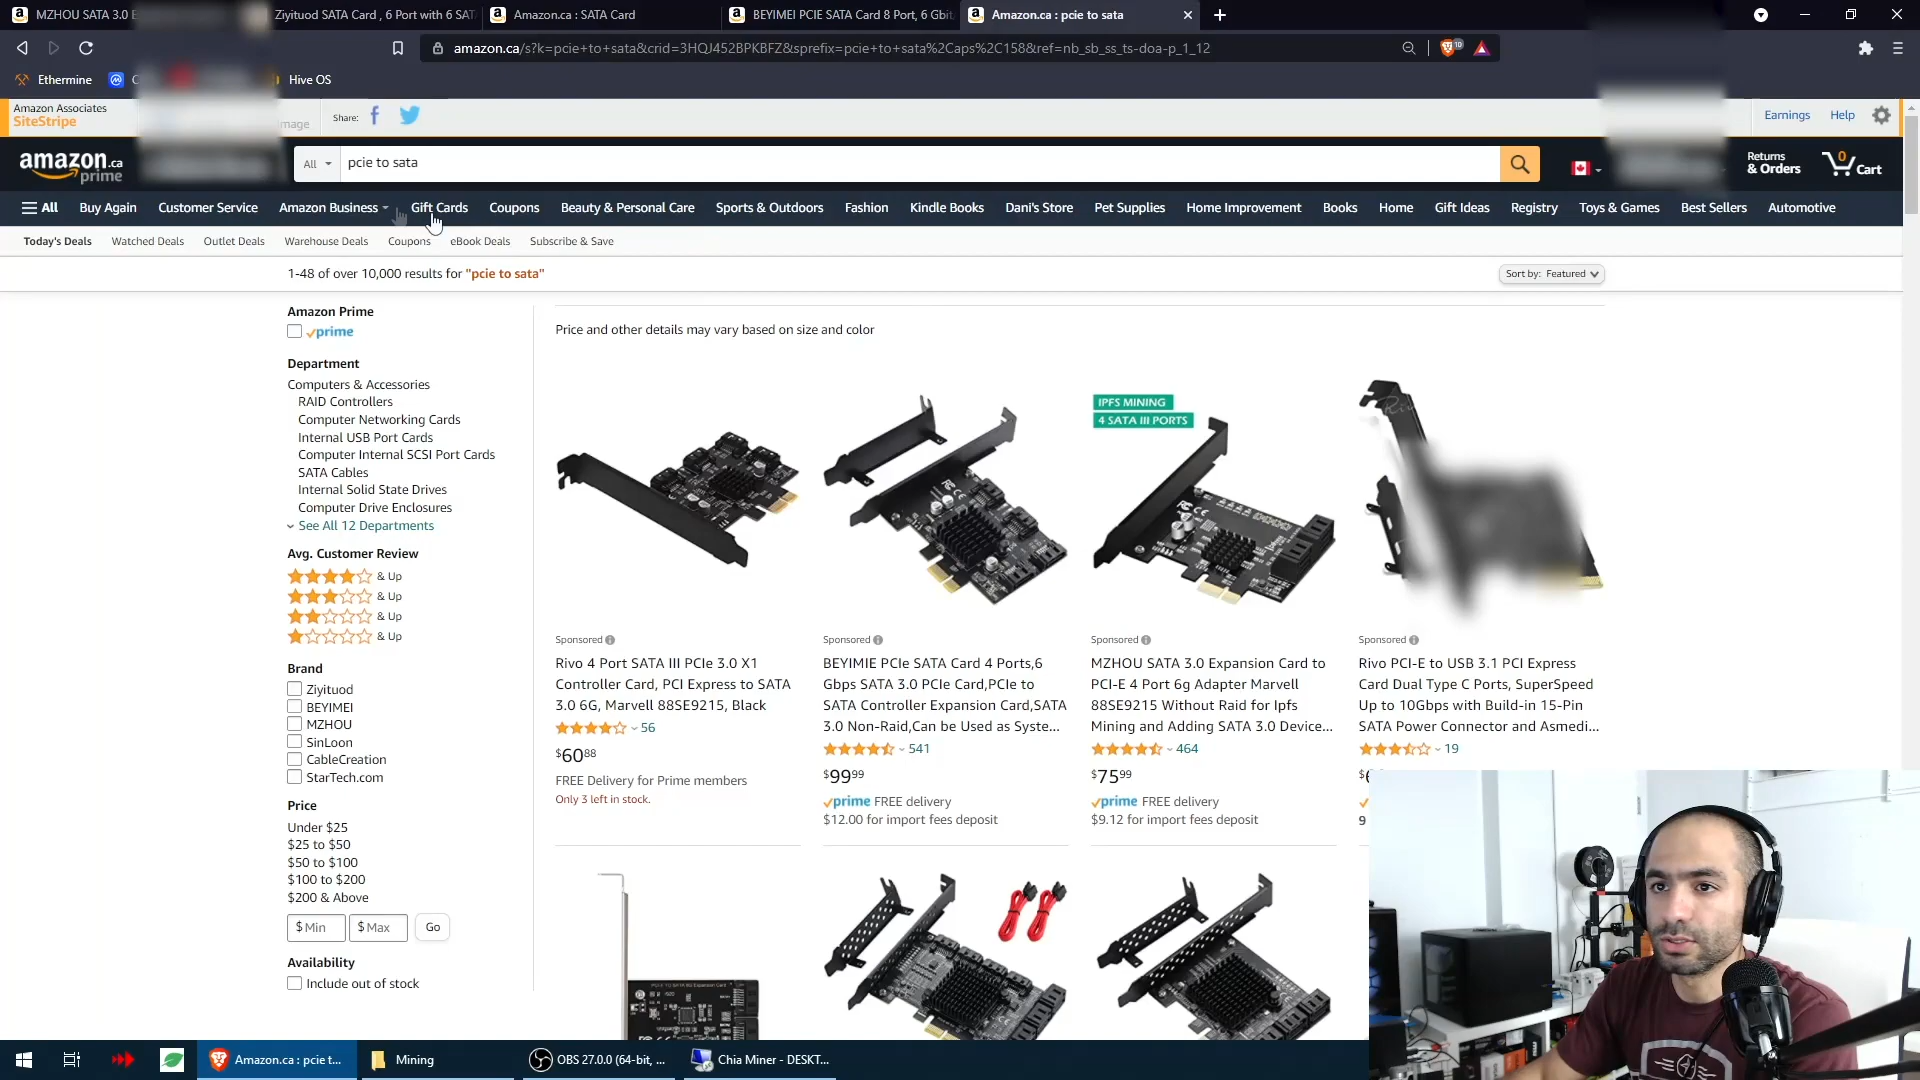 MZHOU SATA 3.0 E
Ziyituod SATA Card , 6 Port with 6 SAT
Amazon.ca : SATA Card
BEYIMEI PCIE SATA Card 8 Port, 6 Gbit
Amazon.ca : pcie to sata
amazon.ca/s?k=pcie+to+sata&crid=3HQJ452BPKBFZ&sprefix=pcie+to+sata%2Caps%2C158&ref=nb_sb_ss_ts-doa-p_1_12
10
Ethermine
Hive OS
Amazon Associates
SiteStripe
mage
Share:
Earnings
Help
amazon.ca
prime
All
pcie to sata
Returns
& Orders
0
Cart
All
Buy Again
Customer Service
Amazon Business
Gift Cards
Coupons
Beauty & Personal Care
Sports & Outdoors
Fashion
Kindle Books
Dani's Store
Pet Supplies
Home Improvement
Books
Home
Gift Ideas
Registry
Toys & Games
Best Sellers
Automotive
Today's Deals
Watched Deals
Outlet Deals
Warehouse Deals
Coupons
eBook Deals
Subscribe & Save
1-48 of over 10,000 results for "pcie to sata"
Sort by: Featured
Amazon Prime
prime
Department
Computers & Accessories
RAID Controllers
Computer Networking Cards
Internal USB Port Cards
Computer Internal SCSI Port Cards
SATA Cables
Internal Solid State Drives
Computer Drive Enclosures
See All 12 Departments
Avg. Customer Review
& Up
& Up
& Up
& Up
Brand
Ziyituod
BEYIMEI
MZHOU
SinLoon
CableCreation
StarTech.com
Price
Under $25
$25 to $50
$50 to $100
$100 to $200
$200 & Above
$ Min
$ Max
Go
Availability
Include out of stock
Price and other details may vary based on size and color
Sponsored
Rivo 4 Port SATA III PCIe 3.0 X1
Controller Card, PCI Express to SATA
3.0 6G, Marvell 88SE9215, Black
56
$60 88
FREE Delivery for Prime members
Only 3 left in stock.
Sponsored
BEYIMIE PCIe SATA Card 4 Ports,6
Gbps SATA 3.0 PCIe Card,PCIe to
SATA Controller Expansion Card,SATA
3.0 Non-Raid,Can be Used as Syste...
541
$99 99
prime FREE delivery
$12.00 for import fees deposit
IPFS MINING
4 SATA III PORTS
Sponsored
MZHOU SATA 3.0 Expansion Card to
PCI-E 4 Port 6g Adapter Marvell
88SE9215 Without Raid for Ipfs
Mining and Adding SATA 3.0 Device...
464
$75 99
prime FREE delivery
$9.12 for import fees deposit
Sponsored
Rivo PCI-E to USB 3.1 PCI Express
Card Dual Type C Ports, SuperSpeed
Up to 10Gbps with Build-in 15-Pin
SATA Power Connector and Asmedi...
19
Amazon.ca : pcie t...
Mining
OBS 27.0.0 (64-bit, ...
Chia Miner - DESKT...